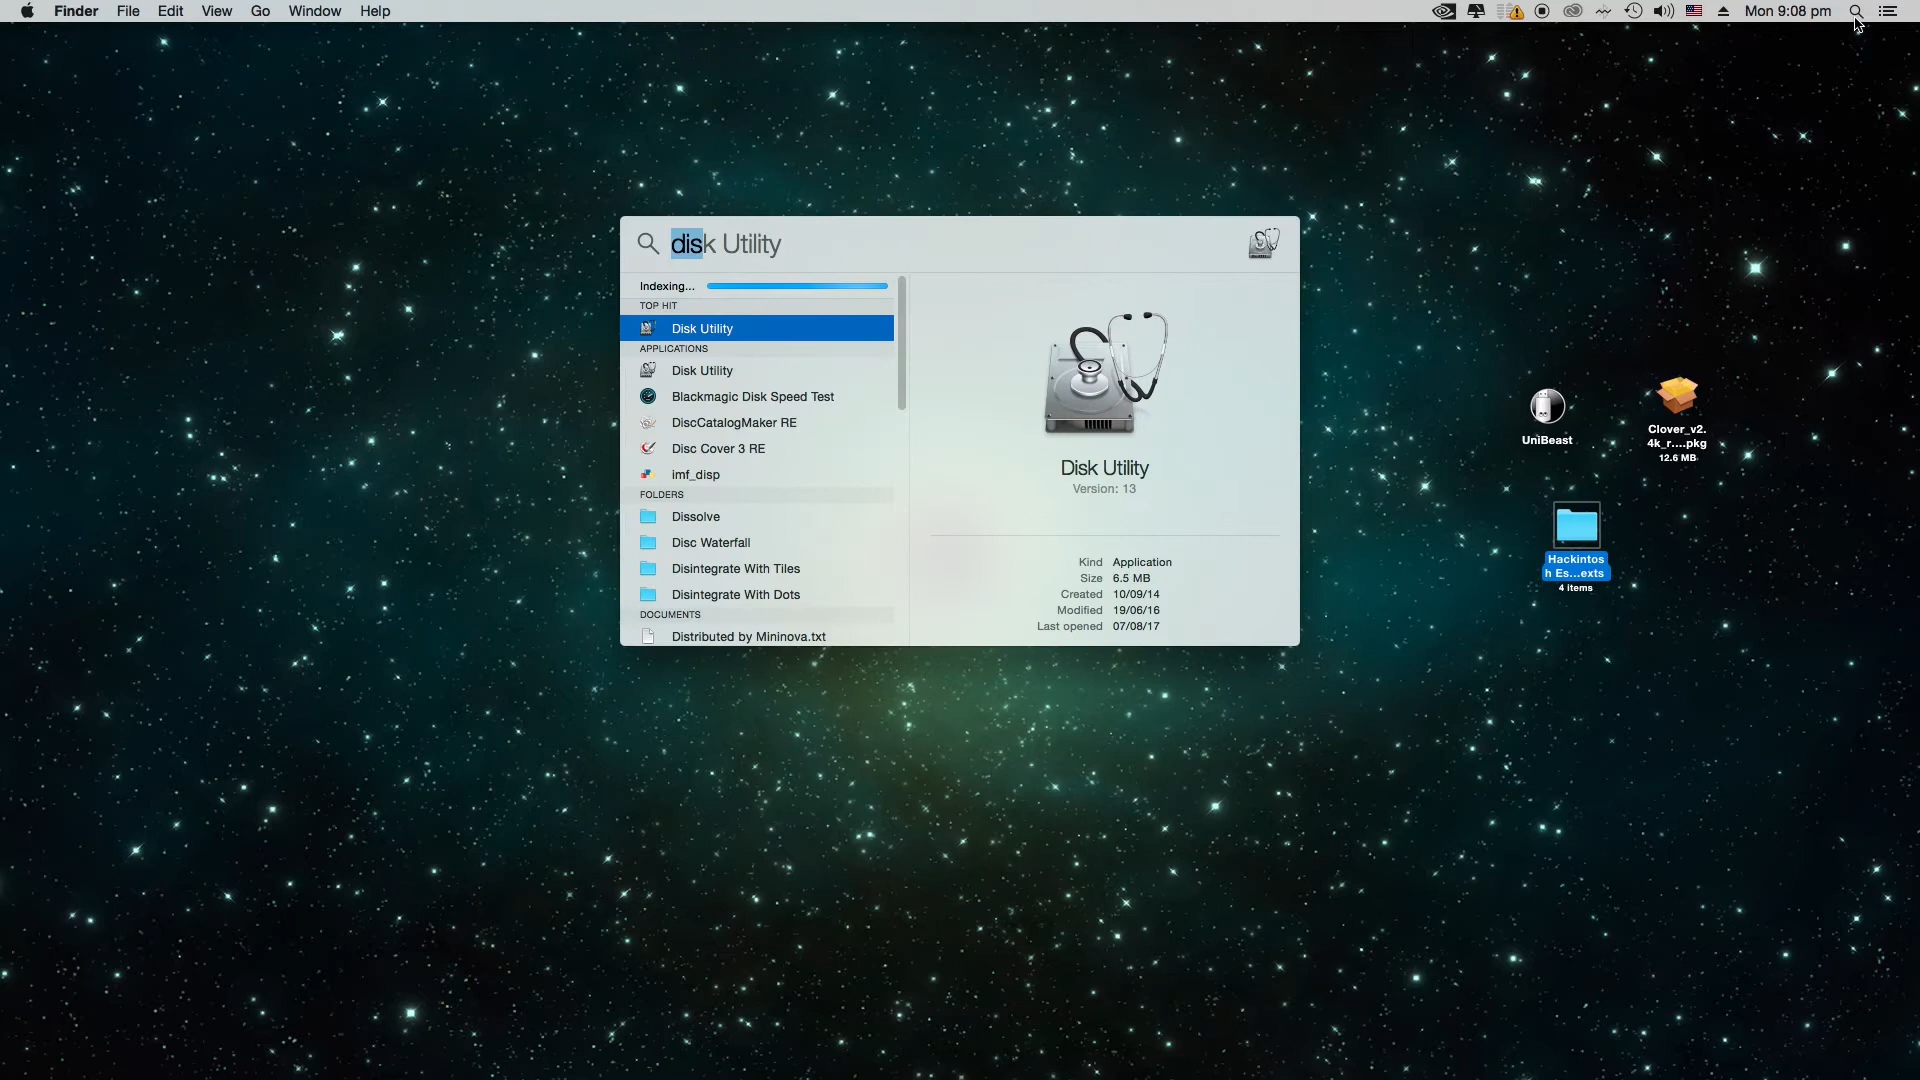 Finder File Edit View Go Window Help
Mon 9:08 pm
disk Utility
Indexing...
TOP HIT
Disk Utility
APPLICATIONS
Disk Utility
Blackmagic Disk Speed Test
DiscCatalogMaker RE
Disc Cover 3 RE
imf_disp
FOLDERS
Dissolve
Disc Waterfall
Disintegrate With Tiles
Disintegrate With Dots
DOCUMENTS
Distributed by Mininova.txt
Disk Utility
Version: 13
Kind Application
Size 6.5 MB
Created 10/09/14
Modified 19/06/16
Last opened 07/08/17
UniBeast
Clover_v2.
4k_r....pkg
12.6 MB
Hackintos
h Es...exts
4 items